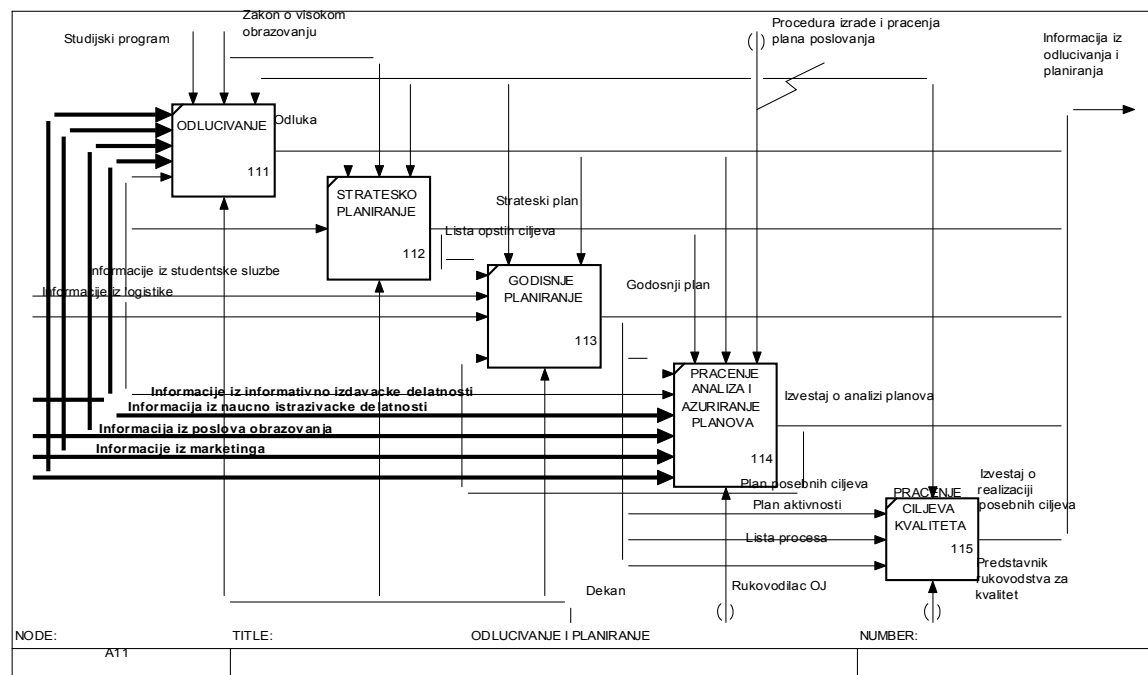 Zakon o visokom
obrazovanju
Studijski program
Procedura izrade i pracenja
plana poslovanja
( )
Informacija iz
odlucivanja i
planiranja
ODLUCIVANJE
111
Odluka
STRATESKO
PLANIRANJE
112
Strateski plan
Lista opstih ciljeva
Informacije iz studentske sluzbe
Informacije iz logistike
GODISNJE
PLANIRANJE
113
Godosnji plan
PRACENJE
ANALIZA I
AZURIRANJE
PLANOVA
114
Izvestaj o analizi planova
Informacije iz informativno izdavacke delatnosti
Informacija iz naucno istrazivacke delatnosti
Informacija iz poslova obrazovanja
Informacije iz marketinga
Plan posebnih ciljeva
Plan aktivnosti
Lista procesa
PRACENJE
CILJEVA
KVALITETA
115
Izvestaj o
realizaciji
posebnih ciljeva
Predstavnik
rukovodstva za
kvalitet
Dekan
Rukovodilac OJ
( )
( )
NODE:
A11
TITLE:
ODLUCIVANJE I PLANIRANJE
NUMBER: